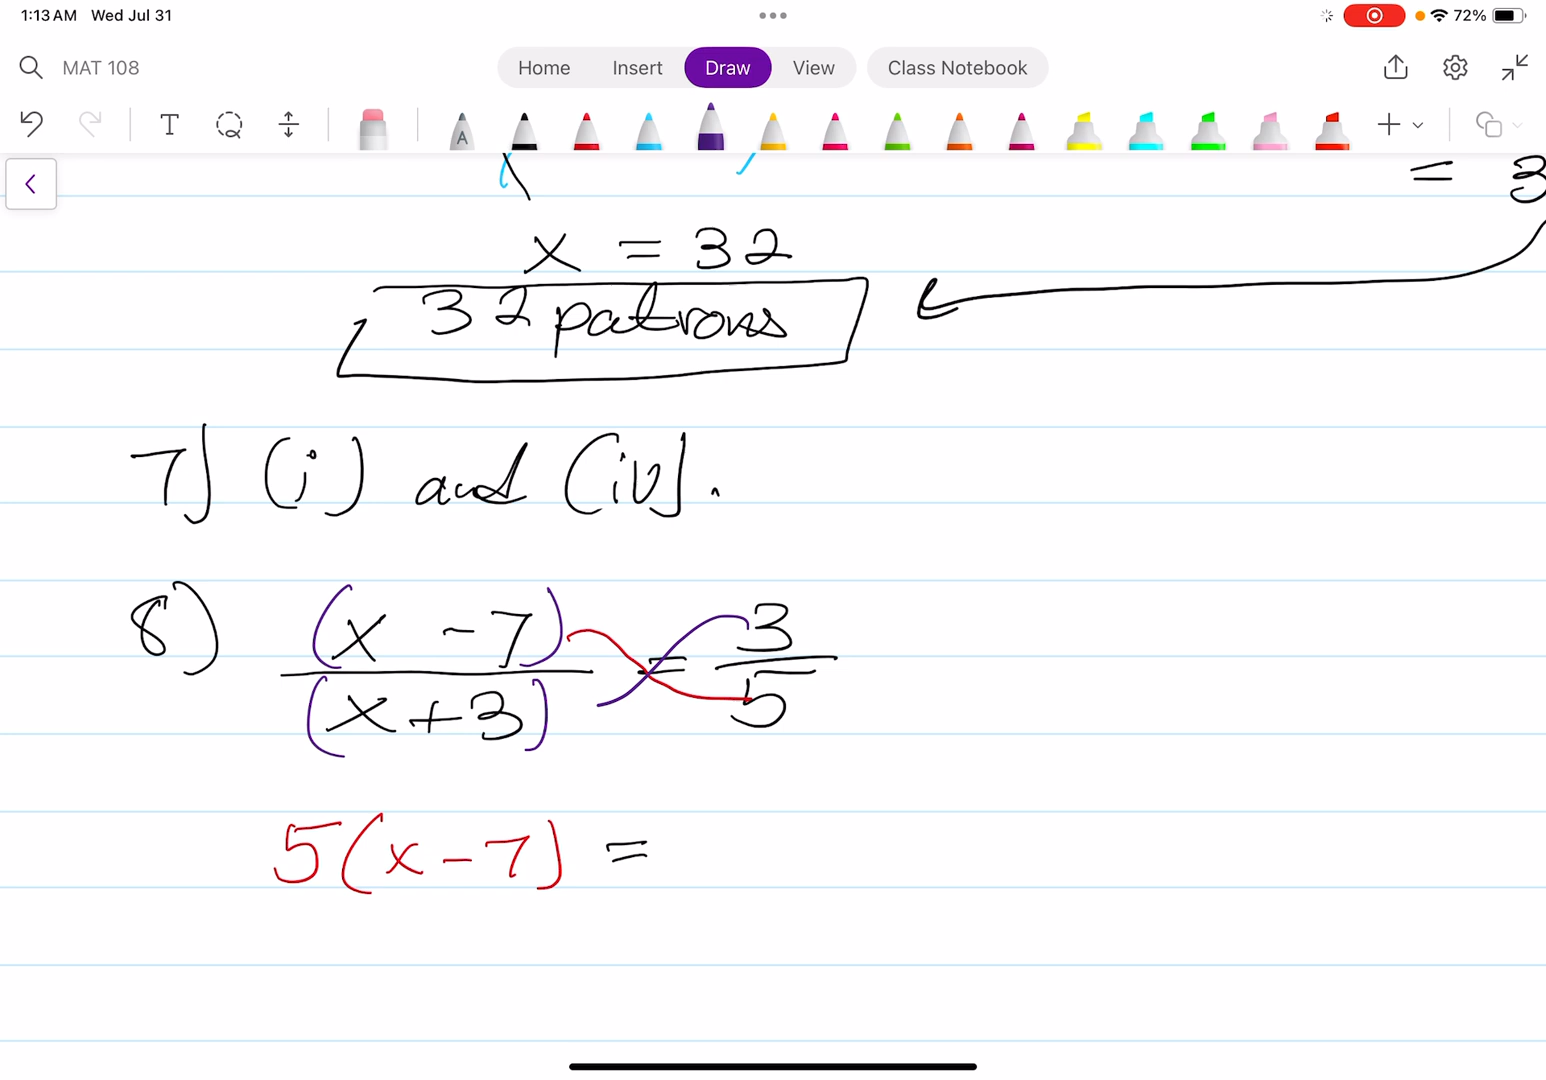 1:13 AM Wed Jul 31
72%
MAT 108
Home Insert Draw View Class Notebook
T
A
= 3
x = 32
32 patrons
7) (i) and (iv).
8) (x - 7) / (x + 3) = 3 / 5
5(x - 7) =